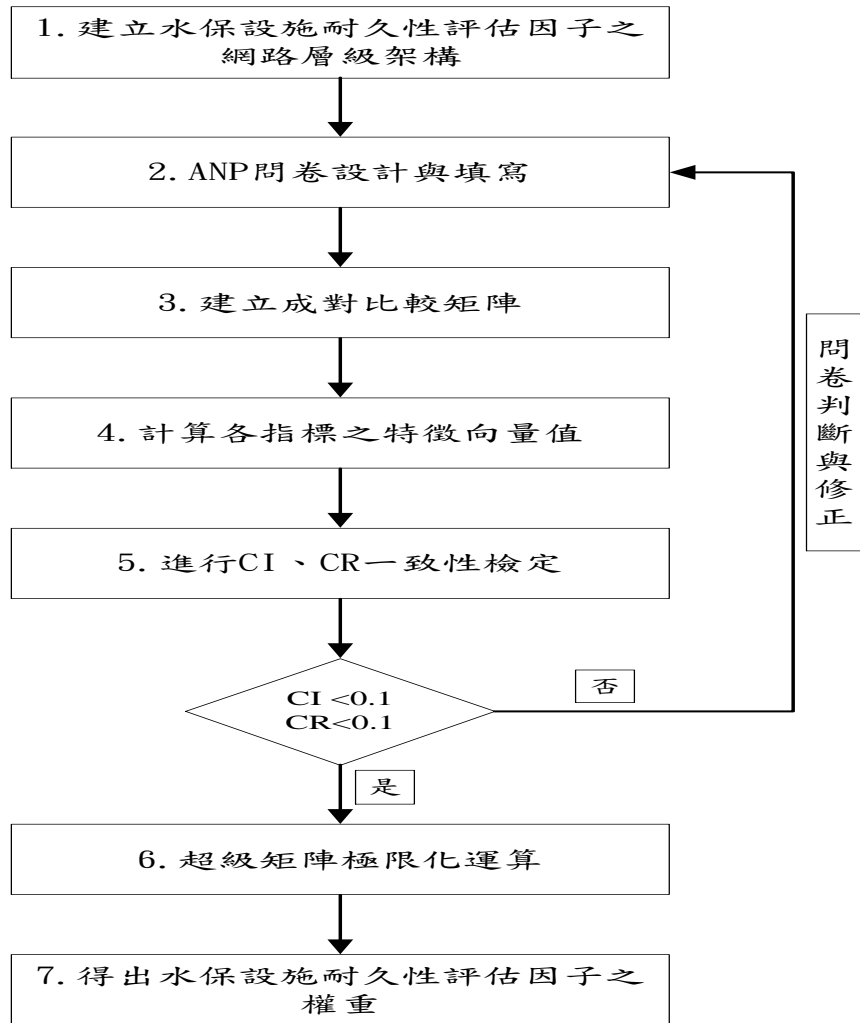 1. 建立水保設施耐久性評估因子之
網路層級架構
2. ANP問卷設計與填寫
3. 建立成對比較矩陣
4. 計算各指標之特徵向量值
5. 進行CI、CR一致性檢定
CI <0.1
CR<0.1
否
是
問卷判斷與修正
6. 超級矩陣極限化運算
7. 得出水保設施耐久性評估因子之
權重